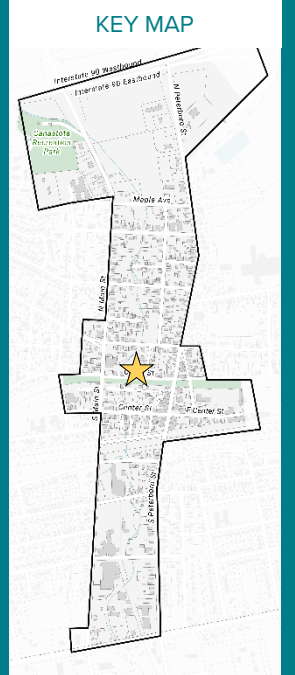 KEY MAP
Interstate 90 Westbound
Interstate 90 Eastbound
N Peterboro St
Canastota
Recreation
Park
Maple Ave
N Main St
St
S Main St
Center St
E Center St
S Peterboro St